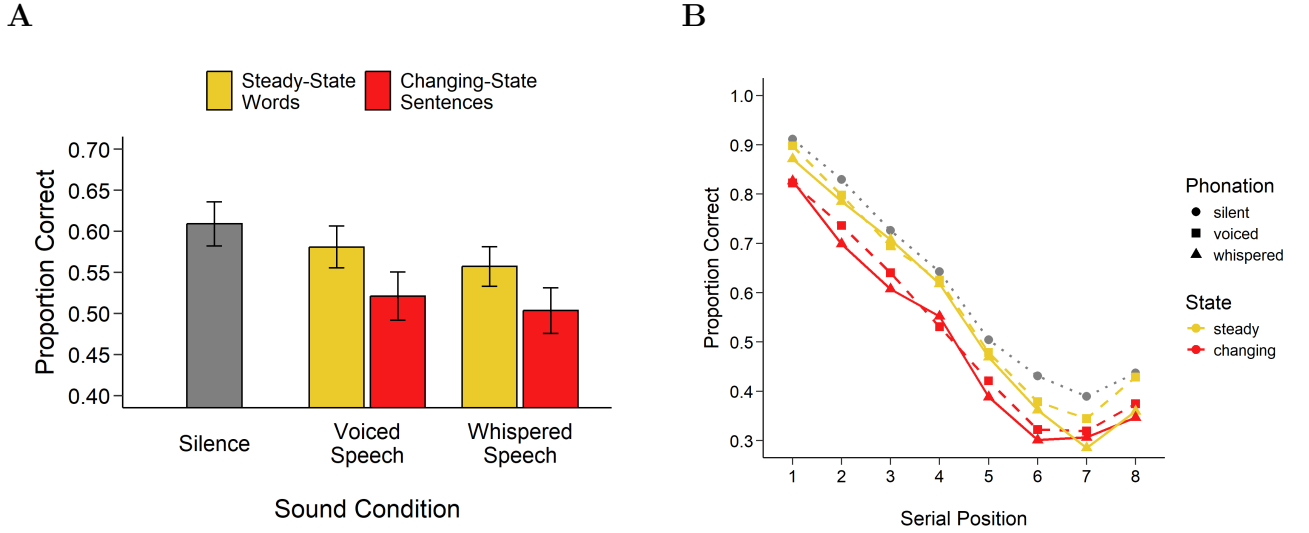 A
Steady-State
Words
Changing-State
Sentences
Proportion Correct
0.70
0.65
0.60
0.55
0.50
0.45
0.40
Silence
Voiced
Speech
Whispered
Speech
Sound Condition
B
Proportion Correct
1.0
0.9
0.8
0.7
0.6
0.5
0.4
0.3
1 2 3 4 5 6 7 8
Serial Position
Phonation
silent
voiced
whispered
State
steady
changing